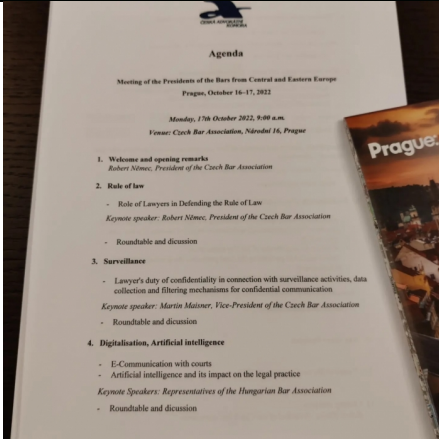 ČESKÁ ADVOKÁTNÍ
KOMORA
Agenda
Meeting of the Presidents of the Bars from Central and Eastern Europe
Prague, October 16–17, 2022
Monday, 17th October 2022, 9:00 a.m.
Venue: Czech Bar Association, Národní 16, Prague
1. Welcome and opening remarks
Robert Němec, President of the Czech Bar Association
2. Rule of law
- Role of Lawyers in Defending the Rule of Law
Keynote speaker: Robert Němec, President of the Czech Bar Association
- Roundtable and dicussion
3. Surveillance
- Lawyer's duty of confidentiality in connection with surveillance activities, data
collection and filtering mechanisms for confidential communication
Keynote speaker: Martin Maisner, Vice-President of the Czech Bar Association
- Roundtable and dicussion
4. Digitalisation, Artificial intelligence
- E-Communication with courts
- Artificial intelligence and its impact on the legal practice
Keynote Speakers: Representatives of the Hungarian Bar Association
- Roundtable and dicussion
Prague: